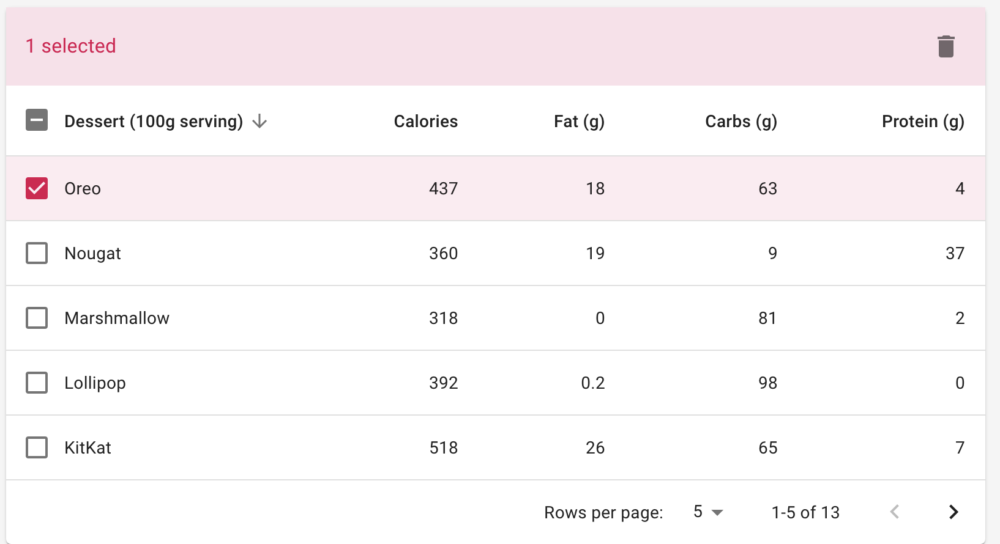 1 selected
Dessert (100g serving) Calories Fat (g) Carbs (g) Protein (g)
Oreo 437 18 63 4
Nougat 360 19 9 37
Marshmallow 318 0 81 2
Lollipop 392 0.2 98 0
KitKat 518 26 65 7
Rows per page: 5 1-5 of 13